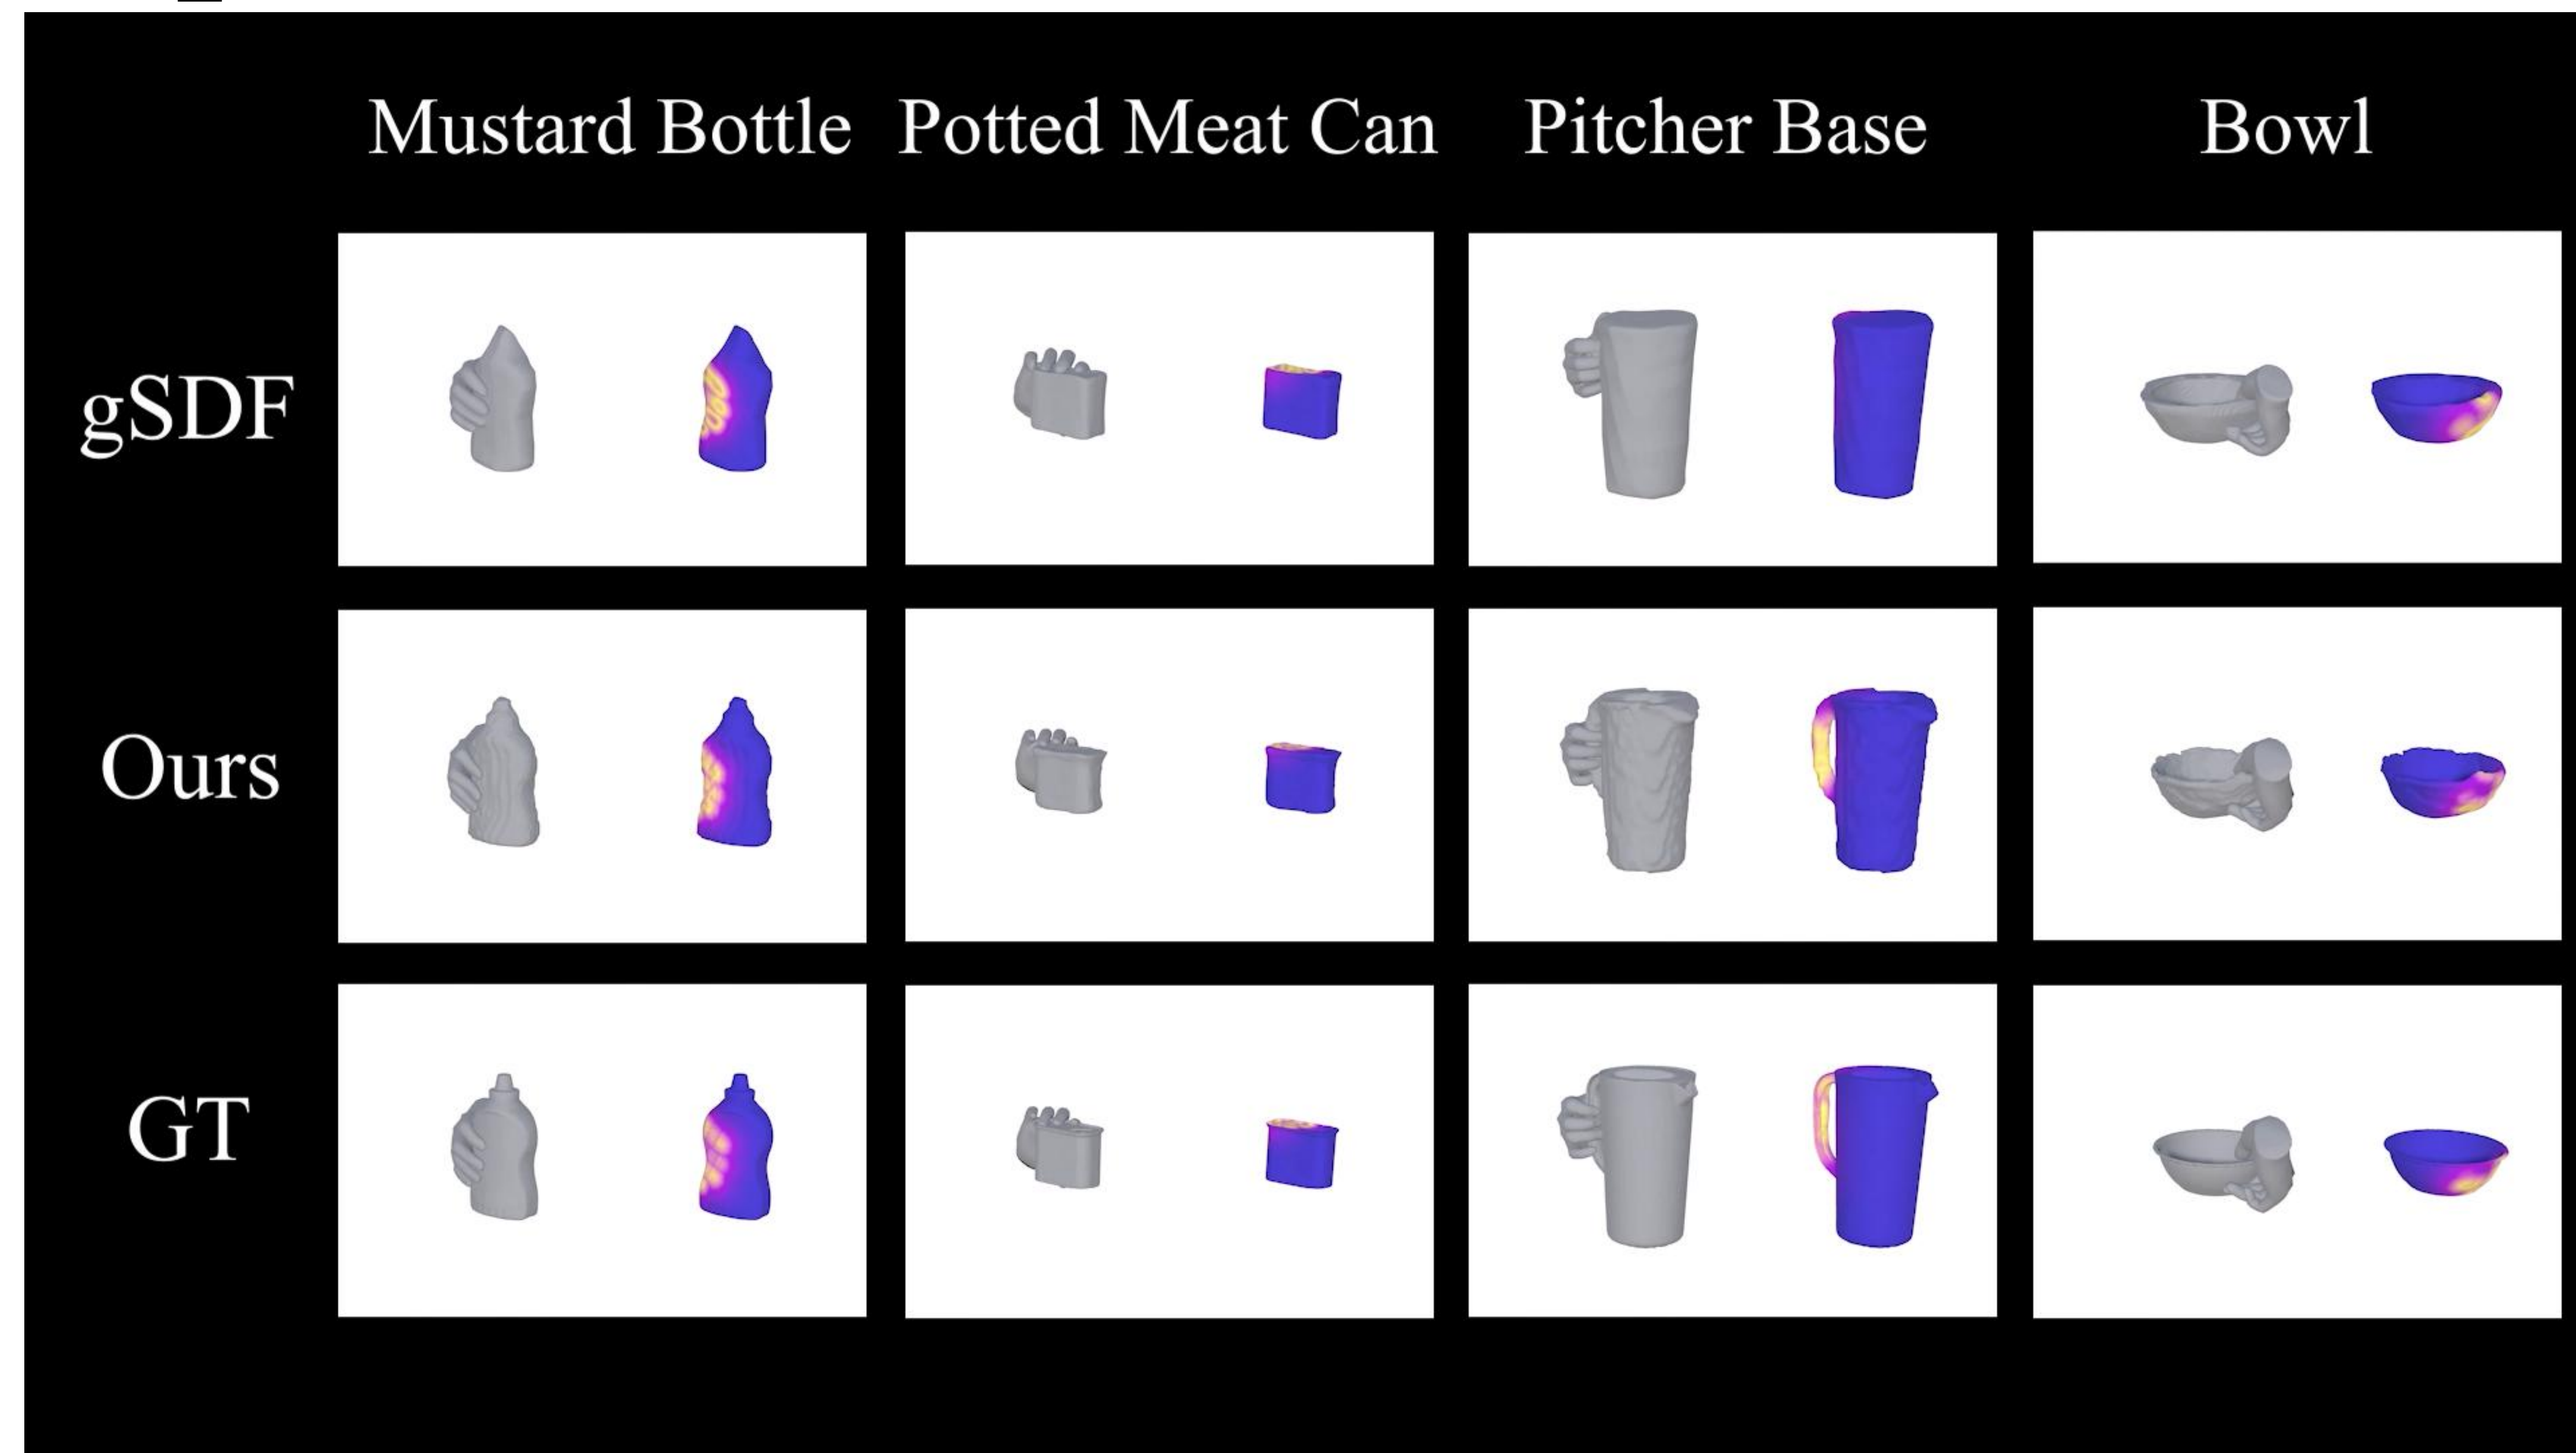 Mustard Bottle Potted Meat Can Pitcher Base Bowl
gSDF
Ours
GT